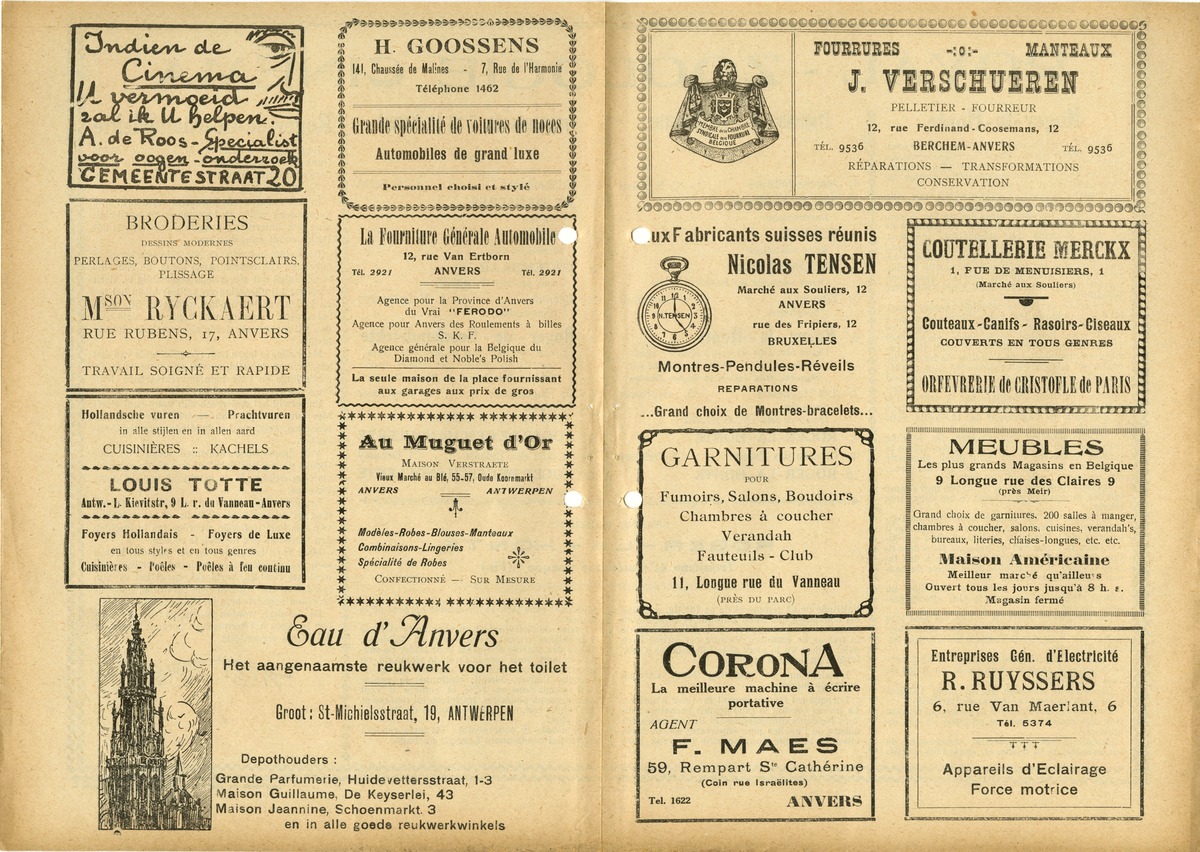 Indien de
Cinema
U vermoeid
zal ik U helpen.
A. de Roos - Specialist
voor oogen-onderzoek
GEMEENTESTRAAT 20
BRODERIES
DESSINS MODERNES
PERLAGES, BOUTONS, POINTSCLAIRS,
PLISSAGE
MSON RYCKAERT
RUE RUBENS, 17, ANVERS
TRAVAIL SOIGNÉ ET RAPIDE
Hollandsche vuren — Prachtvuren
in alle stijlen en in allen aard
CUISINIÈRES :: KACHELS
LOUIS TOTTE
Antw.- L. Kievitstr, 9 L. r. du Vanneau-Anvers
Foyers Hollandais - Foyers de Luxe
en tous styles et en tous genres
Cuisinières - Poêles - Poêles à feu continu
H. GOOSSENS
141, Chaussée de Malines - 7, Rue de l'Harmonie
Téléphone 1462
Grande spécialité de voitures de noces
Automobiles de grand luxe
Personnel choisi et stylé
La Fourniture Générale Automobile
12, rue Van Ertborn
Tél. 2921 ANVERS Tél. 2921
Agence pour la Province d'Anvers
du Vrai "FERODO"
Agence pour Anvers des Roulements à billes
S. K. F.
Agence générale pour la Belgique du
Diamond et Noble's Polish
La seule maison de la place fournissant
aux garages aux prix de gros
Au Muguet d'Or
MAISON VERSTRAETE
Vieux Marché au Blé, 55-57, Oude Koornmarkt
ANVERS ANTWERPEN
Modèles-Robes-Blouses-Manteaux
Combinaisons-Lingeries
Spécialité de Robes
CONFECTIONNÉ — SUR MESURE
Eau d'Anvers
Het aangenaamste reukwerk voor het toilet
Groot: St-Michielsstraat, 19, ANTWERPEN
Depothouders :
Grande Parfumerie, Huidevettersstraat, 1-3
Maison Guillaume, De Keyserlei, 43
Maison Jeannine, Schoenmarkt. 3
en in alle goede reukwerkwinkels
MEMBRE DE LA CHAMBRE
SYNDICALE DE LA FOURRURE
BELGIQUE
FOURRURES -:o:- MANTEAUX
J. VERSCHUEREN
PELLETIER - FOURREUR
12, rue Ferdinand-Coosemans, 12
TÉL. 9536 BERCHEM-ANVERS TÉL. 9536
RÉPARATIONS — TRANSFORMATIONS
CONSERVATION
ux Fabricants suisses réunis
Nicolas TENSEN
Marché aux Souliers, 12
ANVERS
rue des Fripiers, 12
BRUXELLES
N.TENSEN
Montres-Pendules-Réveils
REPARATIONS
...Grand choix de Montres-bracelets...
COUTELLERIE MERCKX
1, RUE DE MENUISIERS, 1
(Marché aux Souliers)
Couteaux-Canifs - Rasoirs-Ciseaux
COUVERTS EN TOUS GENRES
ORFEVRERIE de CRISTOFLE de PARIS
GARNITURES
POUR
Fumoirs, Salons, Boudoirs
Chambres à coucher
Verandah
Fauteuils - Club
11, Longue rue du Vanneau
(PRÈS DU PARC)
MEUBLES
Les plus grands Magasins en Belgique
9 Longue rue des Claires 9
(près Meir)
Grand choix de garnitures. 200 salles à manger,
chambres à coucher, salons. cuisines, verandah's,
bureaux, literies, chaises-longues, etc. etc.
Maison Américaine
Meilleur marché qu'ailleurs
Ouvert tous les jours jusqu'à 8 h. s.
Magasin fermé
CORONA
La meilleure machine à écrire
portative
AGENT
F. MAES
59, Rempart Ste Cathérine
(Coin rue Israëlites)
Tel. 1622 ANVERS
Entreprises Gén. d'Electricité
R. RUYSSERS
6, rue Van Maerlant, 6
Tél. 5374
Appareils d'Eclairage
Force motrice